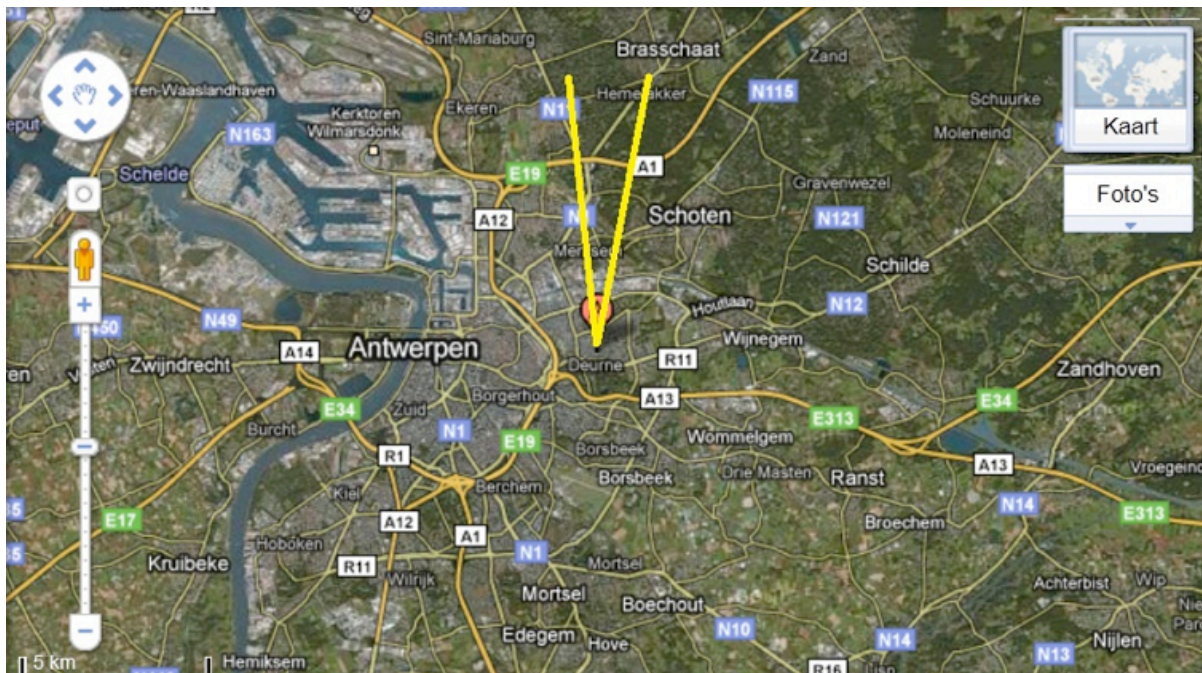 Sint-Mariaburg
Brasschaat
Zand
N115
Ekeren
Kerktoren
Wilmarsdonk
N163
Schelde
E19
A1
Schuurke
Moleneind
Kaart
Foto's
Gravenwezel
N121
A12
Schoten
Merksem
Schilde
Houtlaan
N12
Wijnegem
N49
A14
Antwerpen
Zwijndrecht
Deurne
R11
Zandhoven
Borgerhout
A13
E34
E34
E313
Zuid
Burcht
N1
E19
Borsbeek
Wommelgem
Drie Masten
R1
Berchem
Borsbeek
Ranst
A13
Vroegeind
Kiel
N14
E17
A12
A1
Broechem
E313
Hoboken
Kruibeke
R11
Wilrijk
N1
Mortsel
Mortsel
Boechout
Achterbist
Wip
Edegem
Hove
N10
N14
N13
Nijlen
5 km
Hemiksem
R16